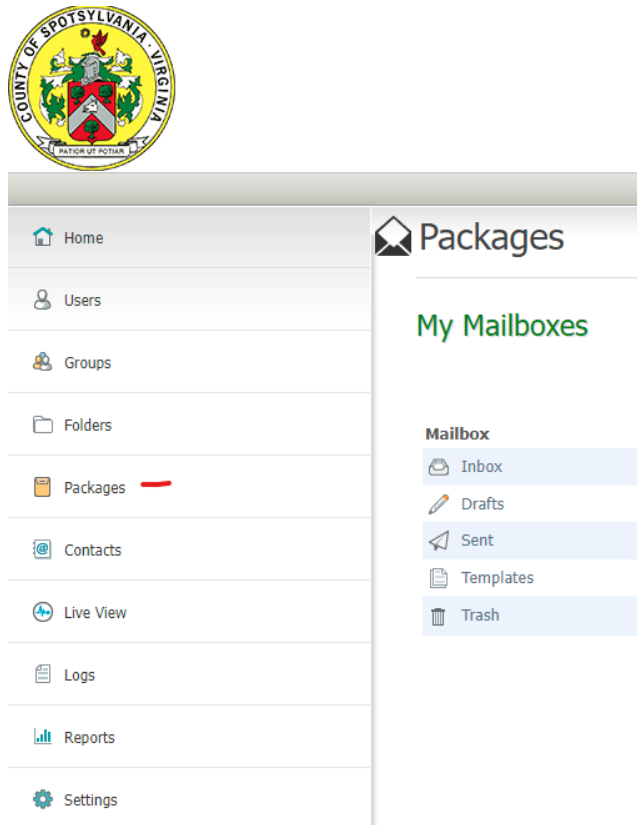 COUNTY OF SPOTSYLVANIA · VIRGINIA
PATIOR UT POTIAR
Home
Users
Groups
Folders
Packages
Contacts
Live View
Logs
Reports
Settings
Packages
My Mailboxes
Mailbox
Inbox
Drafts
Sent
Templates
Trash